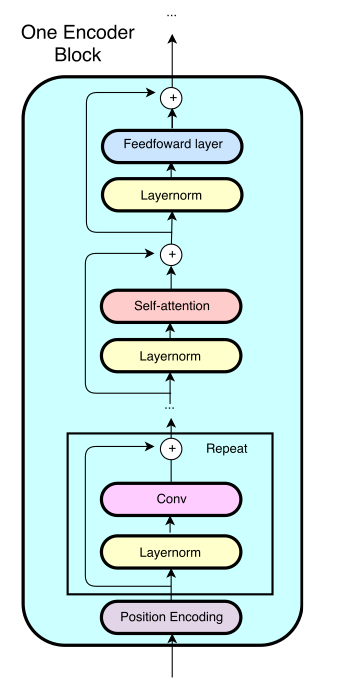 ...
One Encoder
Block
+
Feedfoward layer
Layernorm
+
Self-attention
Layernorm
...
+
Repeat
Conv
Layernorm
Position Encoding